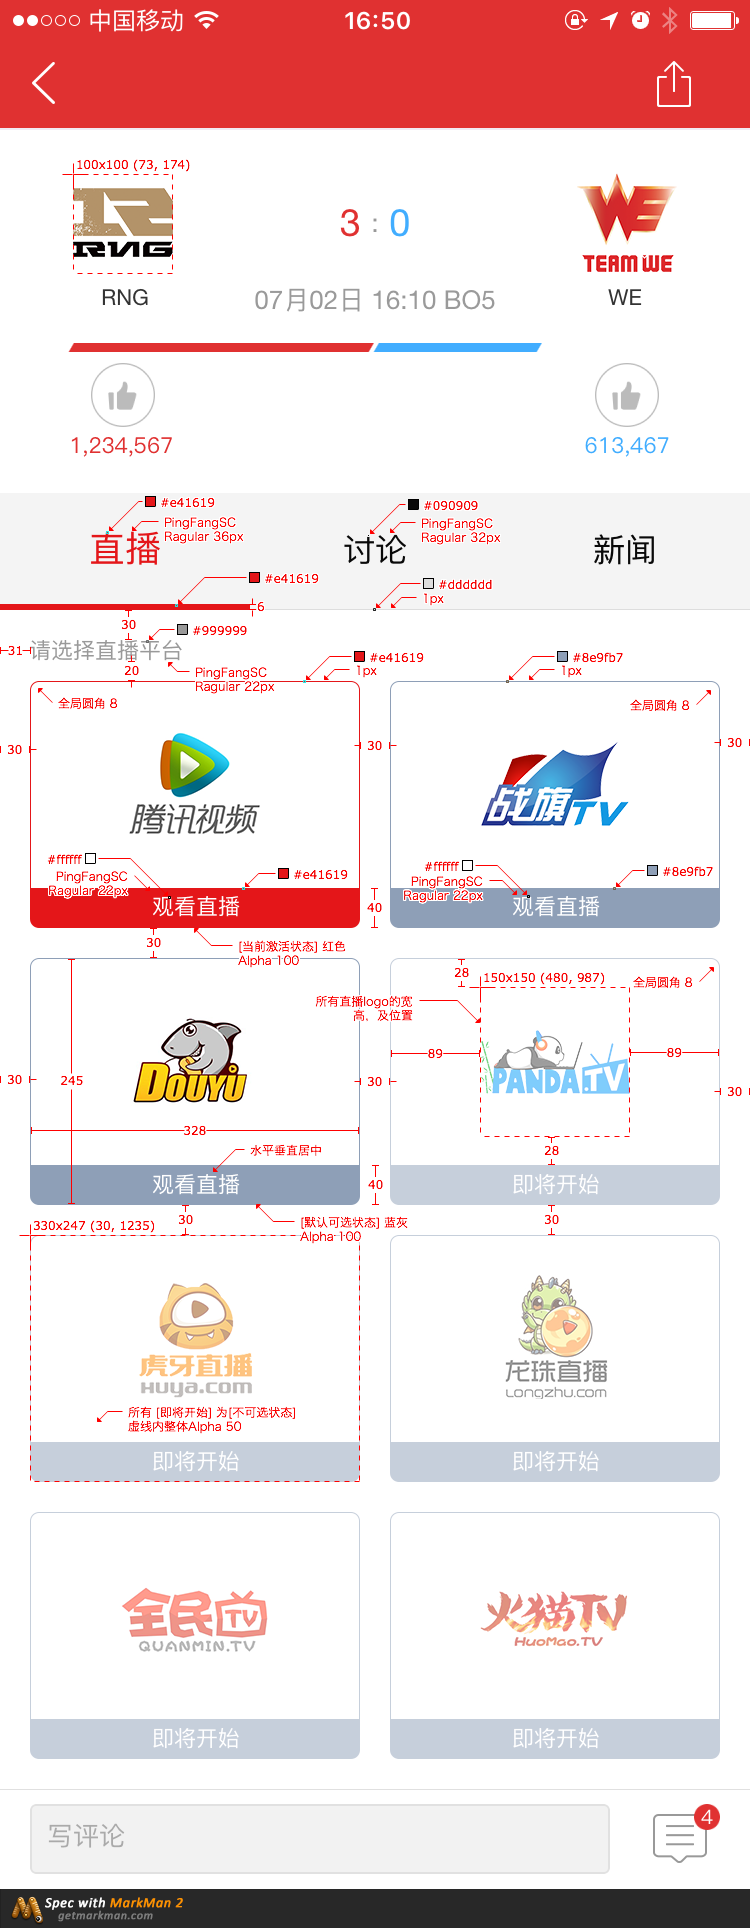 中国移动
16:50
100x100 (73, 174)
RNG
3 : 0
WE
TEAM WE
RNG
07月02日 16:10 BO5
WE
1,234,567
613,467
#e41619
PingFangSC
Ragular 36px
直播
#090909
PingFangSC
Ragular 32px
讨论
新闻
#e41619
6
#dddddd
1px
30
#999999
31
请选择直播平台
20
PingFangSC
Ragular 22px
#e41619
1px
#8e9fb7
1px
全局圆角 8
全局圆角 8
30
30
30
腾讯视频
战旗TV
#ffffff
PingFangSC
Ragular 22px
#e41619
#ffffff
PingFangSC
Ragular 22px
#8e9fb7
观看直播
40
观看直播
30
[当前激活状态] 红色
Alpha 100
28
150x150 (480, 987)
全局圆角 8
所有直播logo的宽
高，及位置
89
89
30
245
30
30
DOUYU
PANDA.TV
328
水平垂直居中
28
观看直播
40
即将开始
30
[默认可选状态] 蓝灰
Alpha 100
30
330x247 (30, 1235)
虎牙直播
Huya.com
龙珠直播
Longzhu.com
所有 [即将开始] 为[不可选状态]
虚线内整体Alpha 50
即将开始
即将开始
全民TV
QUANMIN.TV
火猫TV
HuoMao.TV
即将开始
即将开始
写评论
4
Spec with MarkMan 2
getmarkman.com